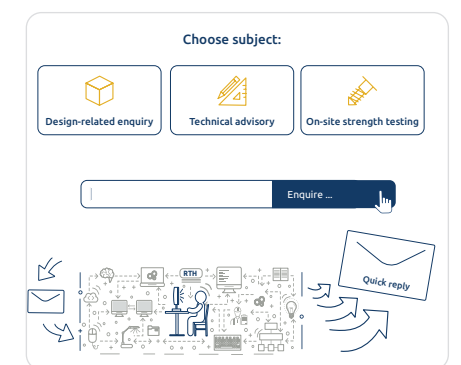 Choose subject:
Design-related enquiry
Technical advisory
On-site strength testing
Enquire ...
RTH
Quick reply